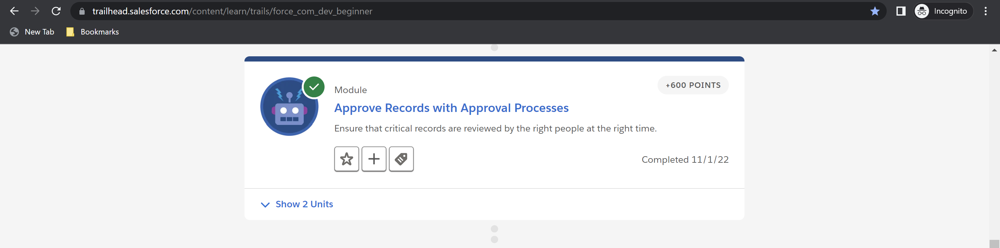 trailhead.salesforce.com/content/learn/trails/force_com_dev_beginner
Incognito
New Tab
Bookmarks
Module
+600 POINTS
Approve Records with Approval Processes
Ensure that critical records are reviewed by the right people at the right time.
Completed 11/1/22
Show 2 Units